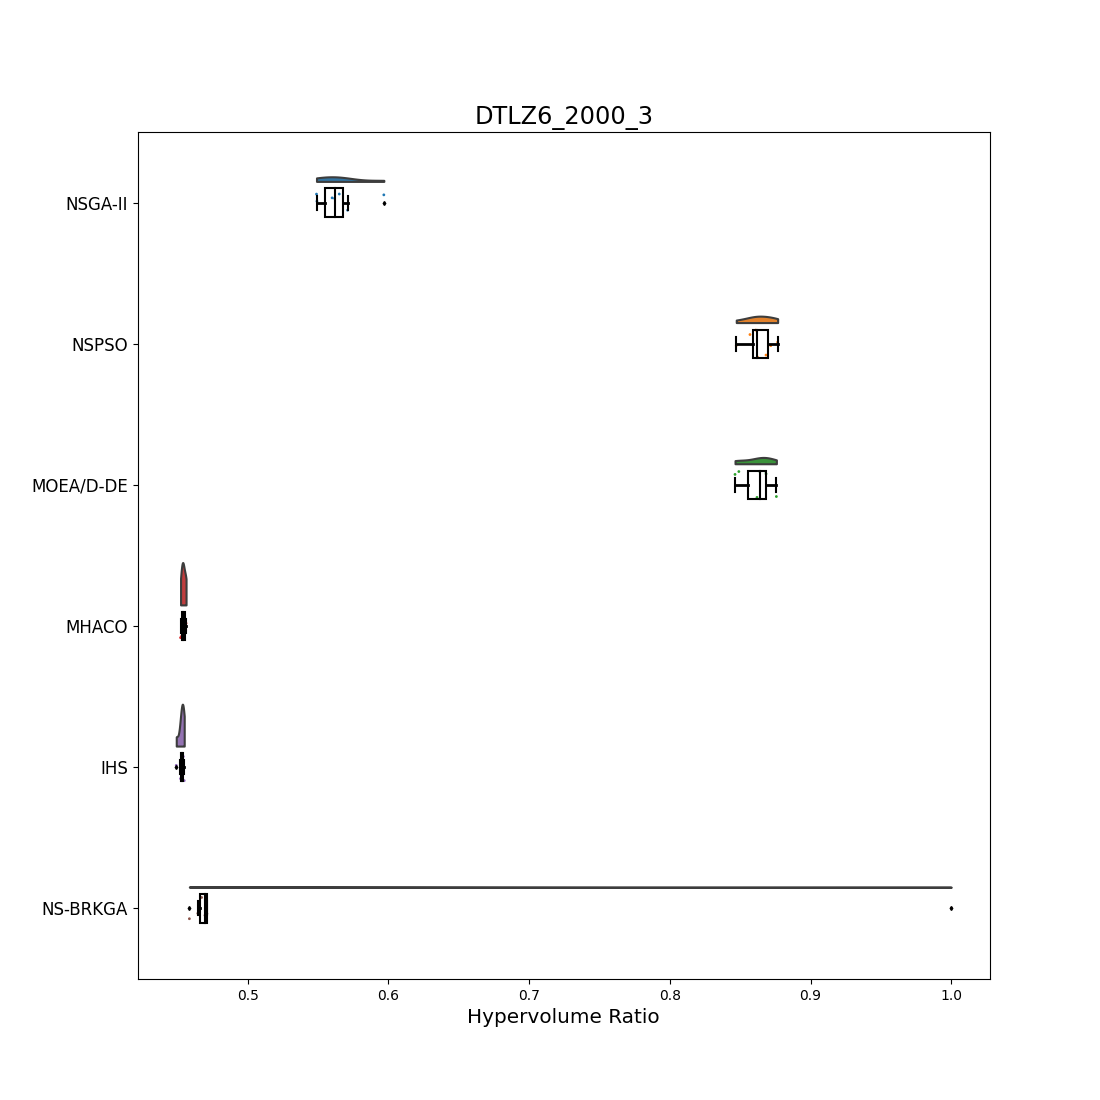 DTLZ6_2000_3
NSGA-II
NSPSO
MOEA/D-DE
MHACO
IHS
NS-BRKGA
0.5 0.6 0.7 0.8 0.9 1.0
Hypervolume Ratio